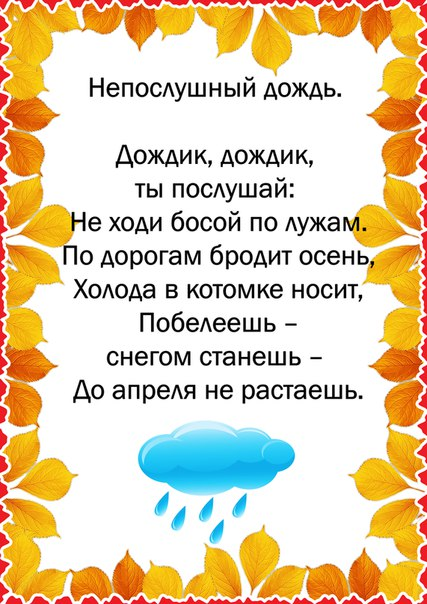 Непослушный дождь.
Дождик, дождик,
ты послушай:
Не ходи босой по лужам.
По дорогам бродит осень,
Холода в котомке носит,
Побелеешь –
снегом станешь –
До апреля не растаешь.